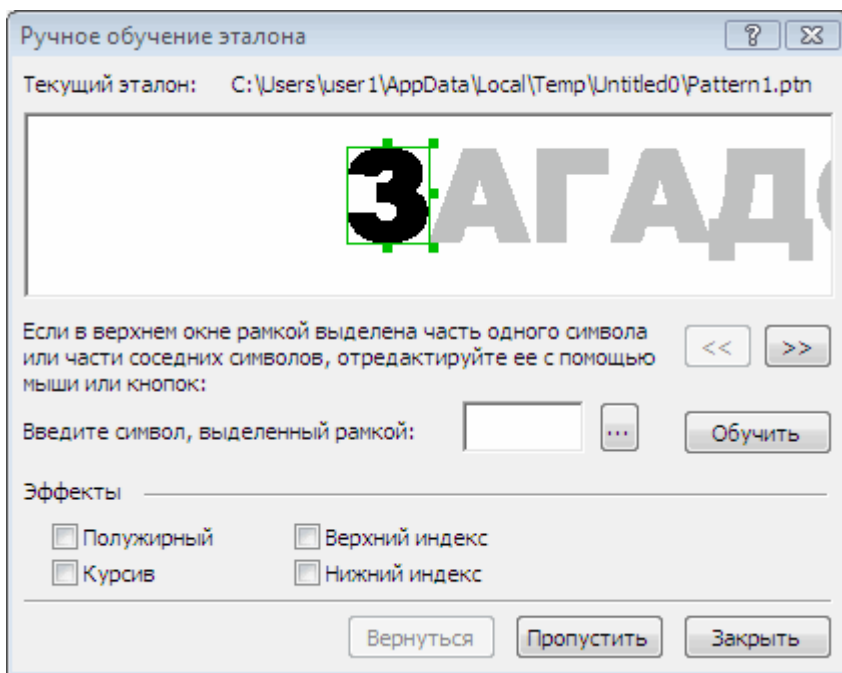 Ручное обучение эталона
Текущий эталон: C:\Users\user1\AppData\Local\Temp\Untitled0\Pattern1.ptn
ЗАГАДО
Если в верхнем окне рамкой выделена часть одного символа
или части соседних символов, отредактируйте ее с помощью
мыши или кнопок:
<< >>
Введите символ, выделенный рамкой: ... Обучить
Эффекты
Полужирный Верхний индекс
Курсив Нижний индекс
Вернуться Пропустить Закрыть